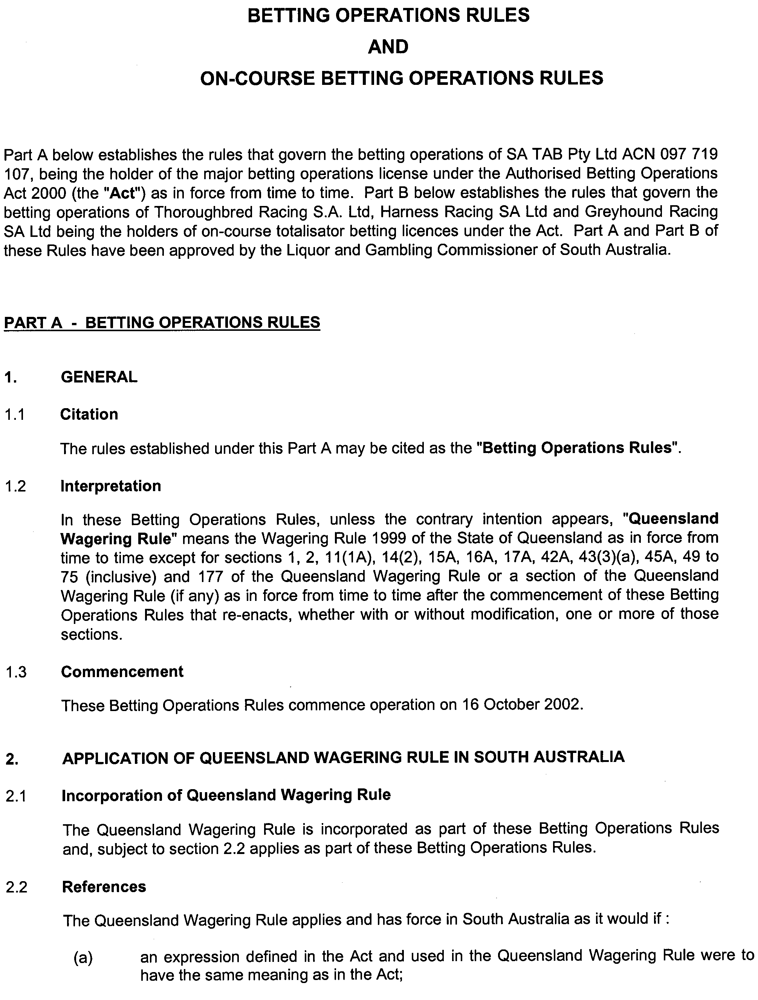 BETTING OPERATIONS RULES
AND
ON-COURSE BETTING OPERATIONS RULES
Part A below establishes the rules that govern the betting operations of SA TAB Pty Ltd ACN 097 719
107, being the holder of the major betting operations license under the Authorised Betting Operations
Act 2000 (the "Act") as in force from time to time. Part B below establishes the rules that govern the
betting operations of Thoroughbred Racing S.A. Ltd, Harness Racing SA Ltd and Greyhound Racing
SA Ltd being the holders of on-course totalisator betting licences under the Act. Part A and Part B of
these Rules have been approved by the Liquor and Gambling Commissioner of South Australia.
PART A - BETTING OPERATIONS RULES
1. GENERAL
1.1 Citation
The rules established under this Part A may be cited as the "Betting Operations Rules".
1.2 Interpretation
In these Betting Operations Rules, unless the contrary intention appears, "Queensland
Wagering Rule" means the Wagering Rule 1999 of the State of Queensland as in force from
time to time except for sections 1, 2, 11(1A), 14(2), 15A, 16A, 17A, 42A, 43(3)(a), 45A, 49 to
75 (inclusive) and 177 of the Queensland Wagering Rule or a section of the Queensland
Wagering Rule (if any) as in force from time to time after the commencement of these Betting
Operations Rules that re-enacts, whether with or without modification, one or more of those
sections.
1.3 Commencement
These Betting Operations Rules commence operation on 16 October 2002.
2. APPLICATION OF QUEENSLAND WAGERING RULE IN SOUTH AUSTRALIA
2.1 Incorporation of Queensland Wagering Rule
The Queensland Wagering Rule is incorporated as part of these Betting Operations Rules
and, subject to section 2.2 applies as part of these Betting Operations Rules.
2.2 References
The Queensland Wagering Rule applies and has force in South Australia as it would if :
(a) an expression defined in the Act and used in the Queensland Wagering Rule were to
have the same meaning as in the Act;